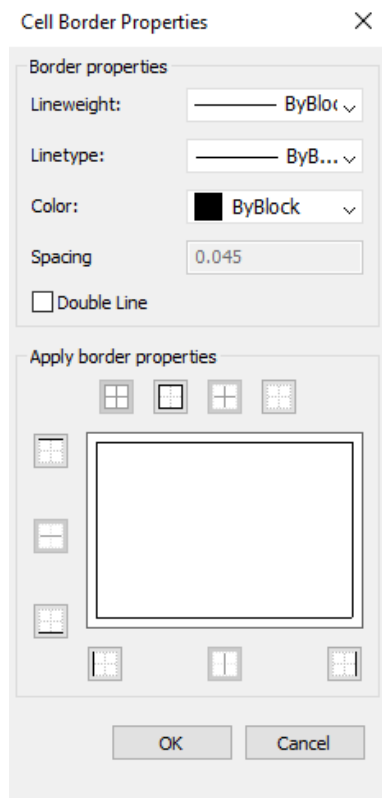 Cell Border Properties
Border properties
Lineweight: ByBloc
Linetype: ByB...
Color: ByBlock
Spacing 0.045
Double Line
Apply border properties
OK Cancel